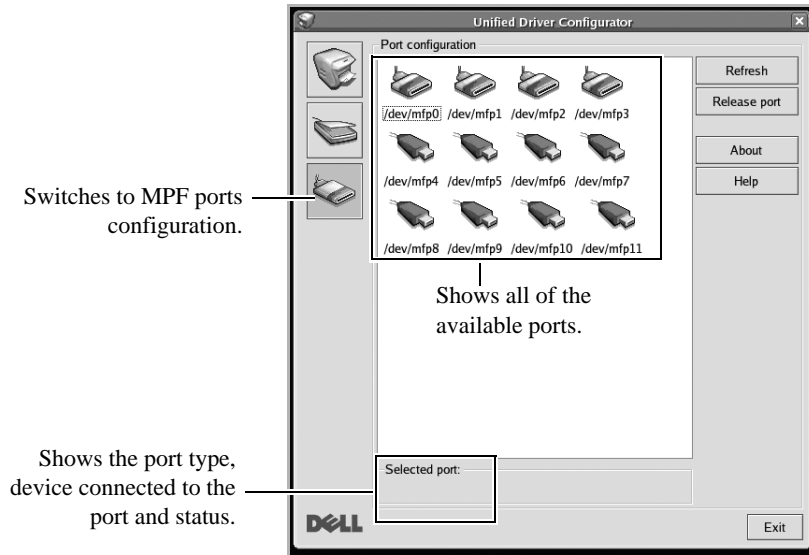 Unified Driver Configurator
Port configuration
Refresh
Release port
About
Help
/dev/mfp0 /dev/mfp1 /dev/mfp2 /dev/mfp3
/dev/mfp4 /dev/mfp5 /dev/mfp6 /dev/mfp7
/dev/mfp8 /dev/mfp9 /dev/mfp10 /dev/mfp11
Switches to MPF ports
configuration.
Shows all of the
available ports.
Shows the port type,
device connected to the
port and status.
Selected port:
DELL
Exit